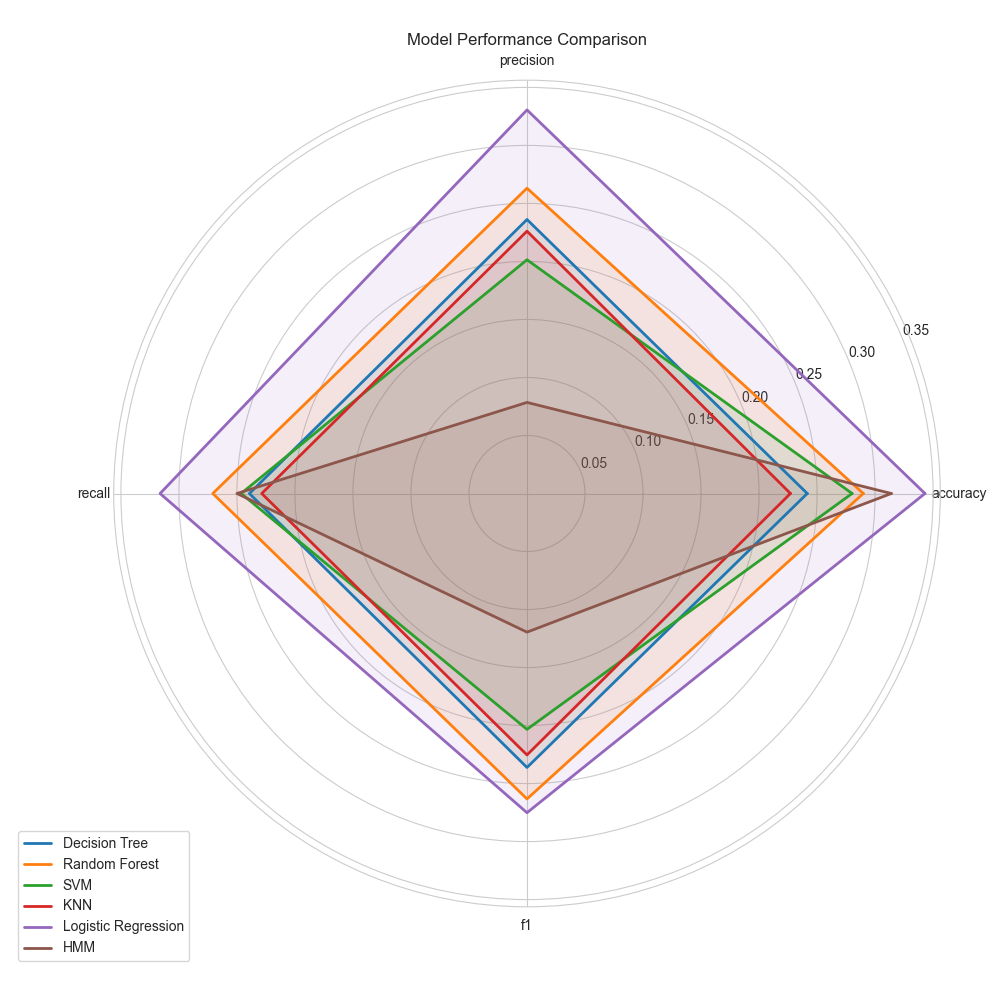 Model Performance Comparison
precision
0.35
0.30
0.25
0.20
0.15
0.10
0.05
recall
accuracy
f1
Decision Tree
Random Forest
SVM
KNN
Logistic Regression
HMM